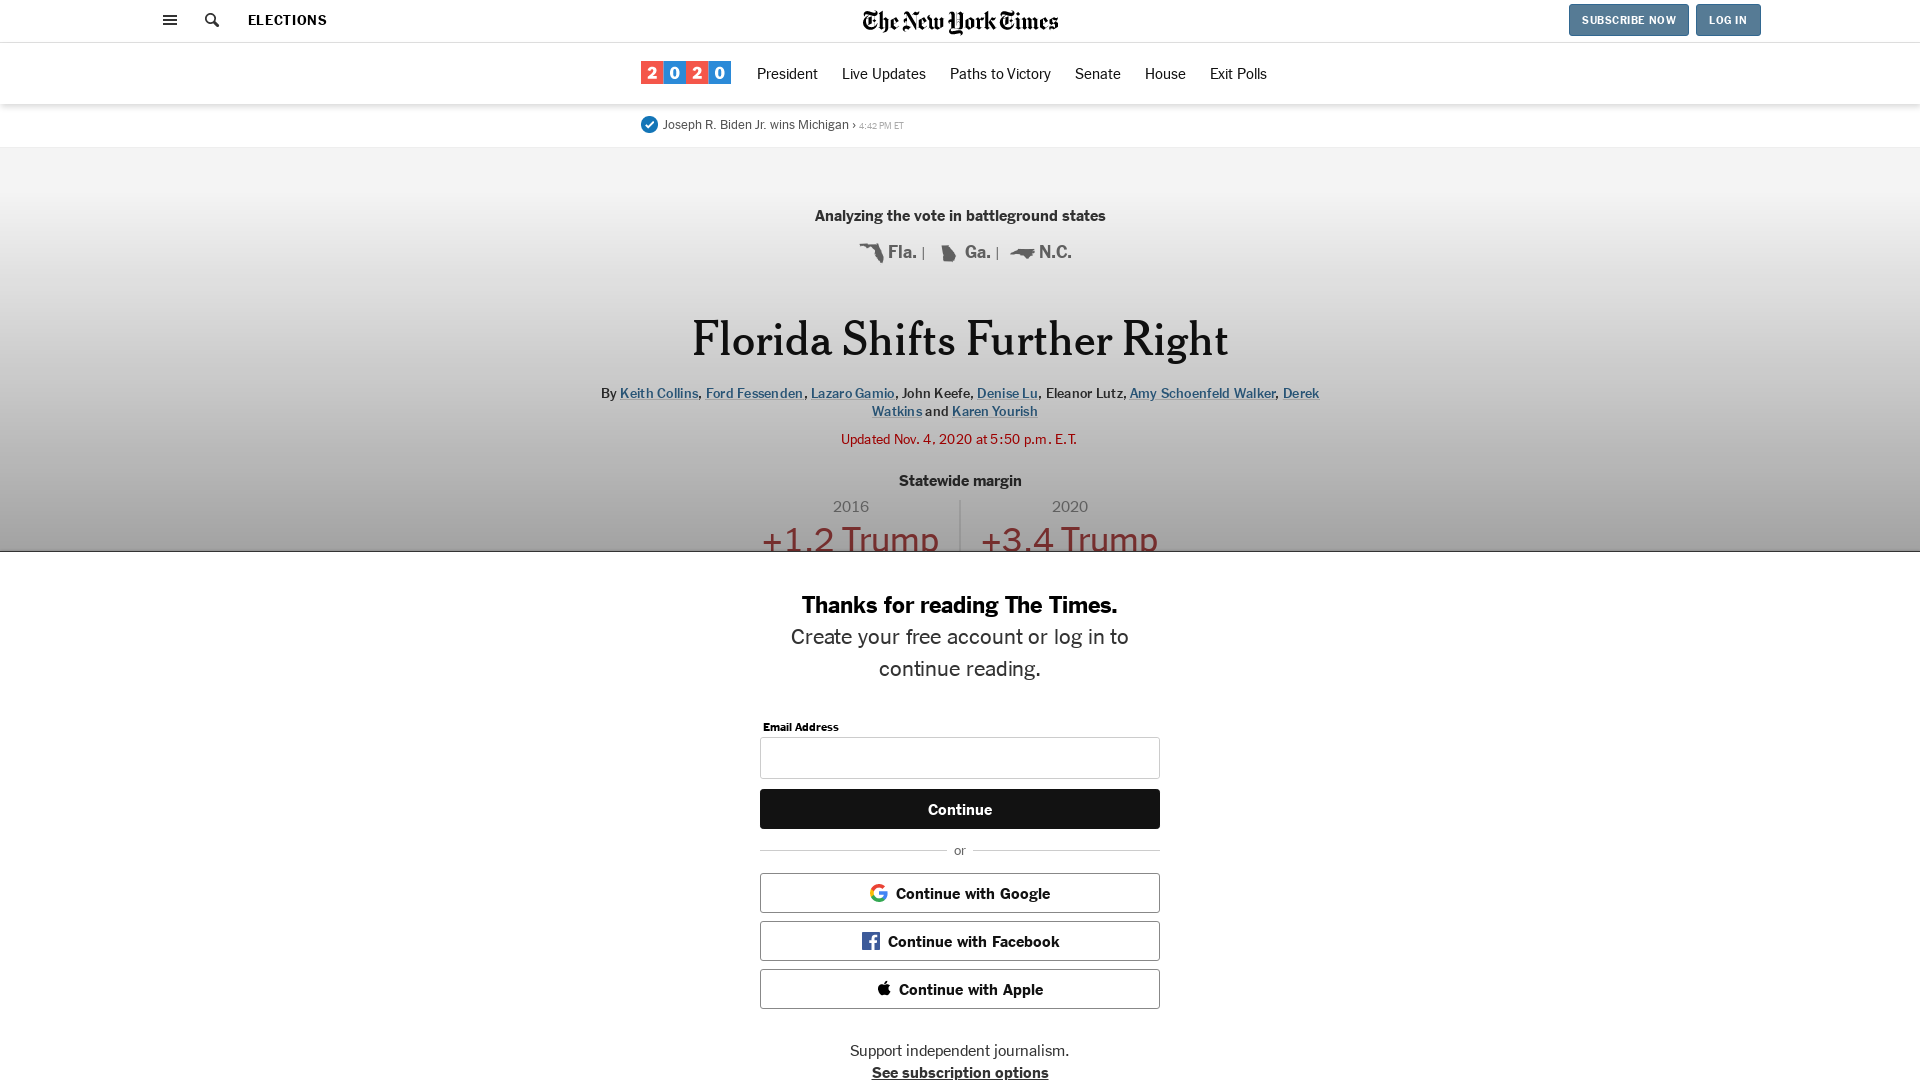 ELECTIONS
The New York Times
SUBSCRIBE NOW
LOG IN
2020
President
Live Updates
Paths to Victory
Senate
House
Exit Polls
Joseph R. Biden Jr. wins Michigan › 4:42 PM ET
Analyzing the vote in battleground states
Fla. | Ga. | N.C.
Florida Shifts Further Right
By Keith Collins, Ford Fessenden, Lazaro Gamio, John Keefe, Denise Lu, Eleanor Lutz, Amy Schoenfeld Walker, Derek
Watkins and Karen Yourish
Updated Nov. 4, 2020 at 5:50 p.m. E.T.
Statewide margin
2016
2020
+1.2 Trump
+3.4 Trump
Thanks for reading The Times.
Create your free account or log in to
continue reading.
Email Address
Continue
or
Continue with Google
Continue with Facebook
Continue with Apple
Support independent journalism.
See subscription options